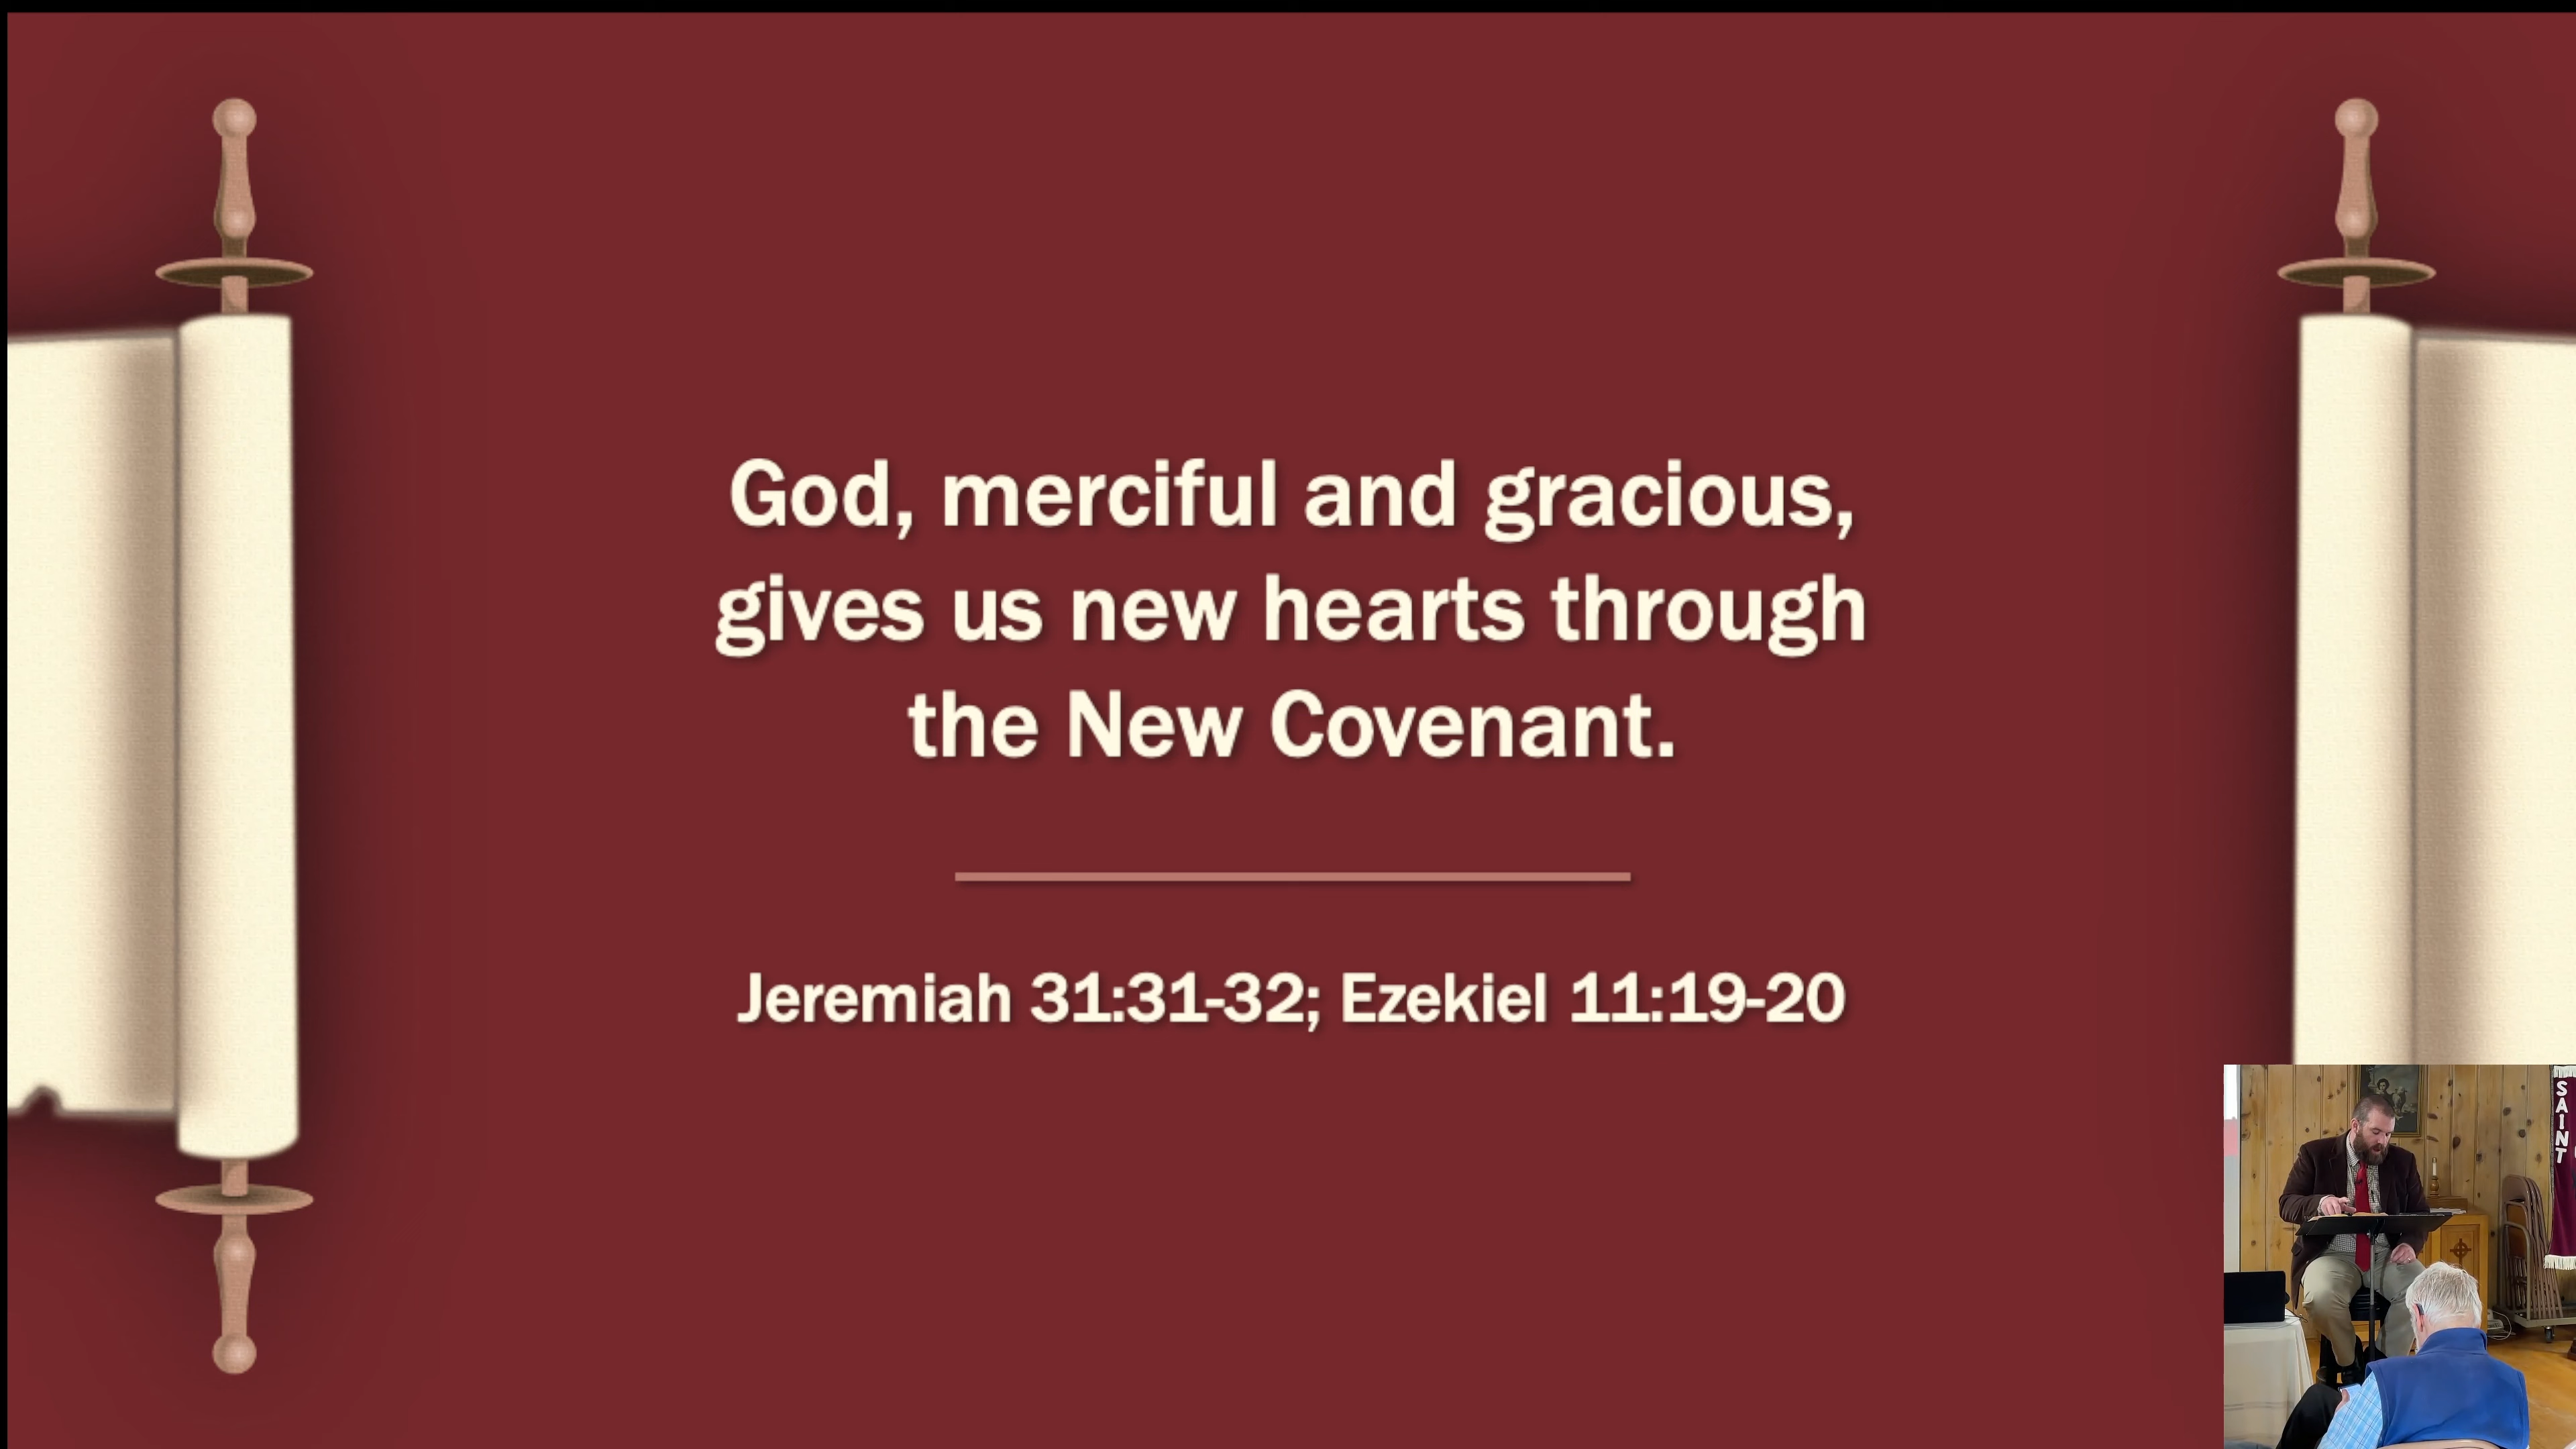 God, merciful and gracious,
gives us new hearts through
the New Covenant.
Jeremiah 31:31-32; Ezekiel 11:19-20
SAINT